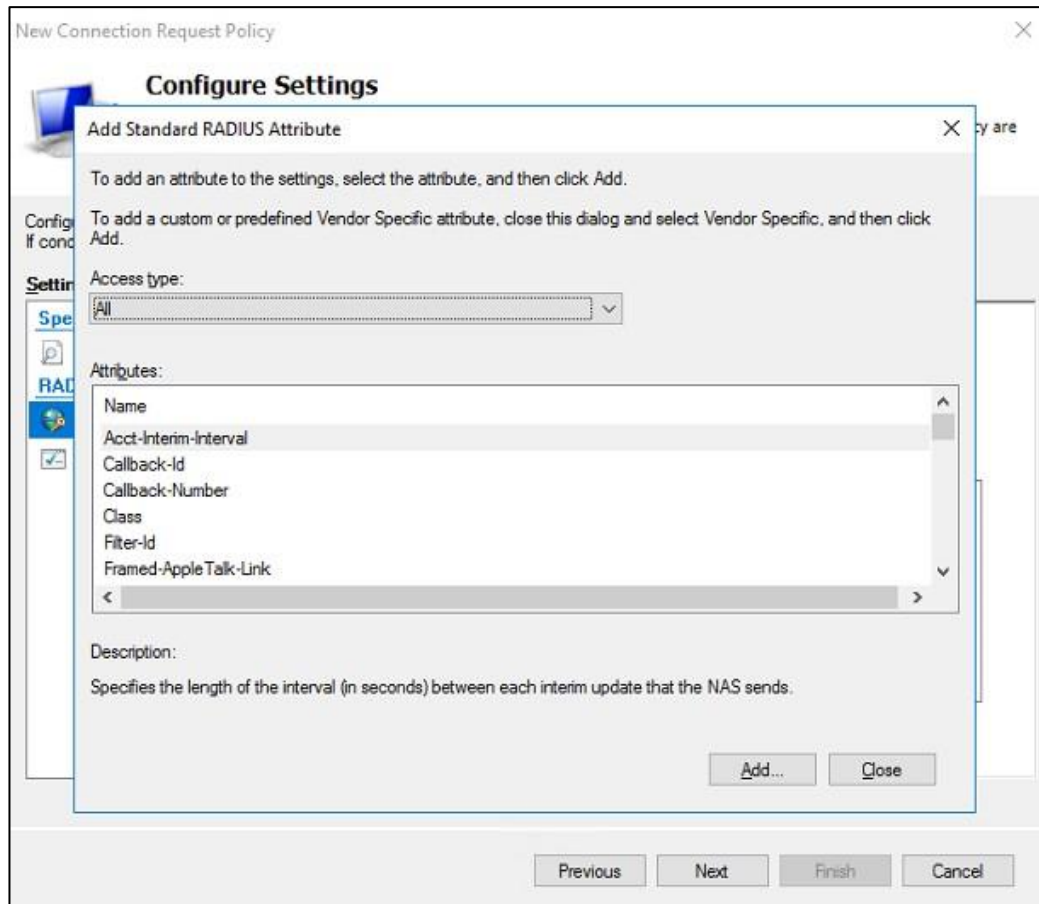 New Connection Request Policy
Configure Settings
Add Standard RADIUS Attribute
cy are
To add an attribute to the settings, select the attribute, and then click Add.
To add a custom or predefined Vendor Specific attribute, close this dialog and select Vendor Specific, and then click
Add.
Config
If conc
Access type:
Settin
All
Spe
Attributes:
RAD
Name
Acct-Interim-Interval
Callback-Id
Callback-Number
Class
Filter-Id
Framed-AppleTalk-Link
Description:
Specifies the length of the interval (in seconds) between each interim update that the NAS sends.
Add... Close
Previous Next Finish Cancel